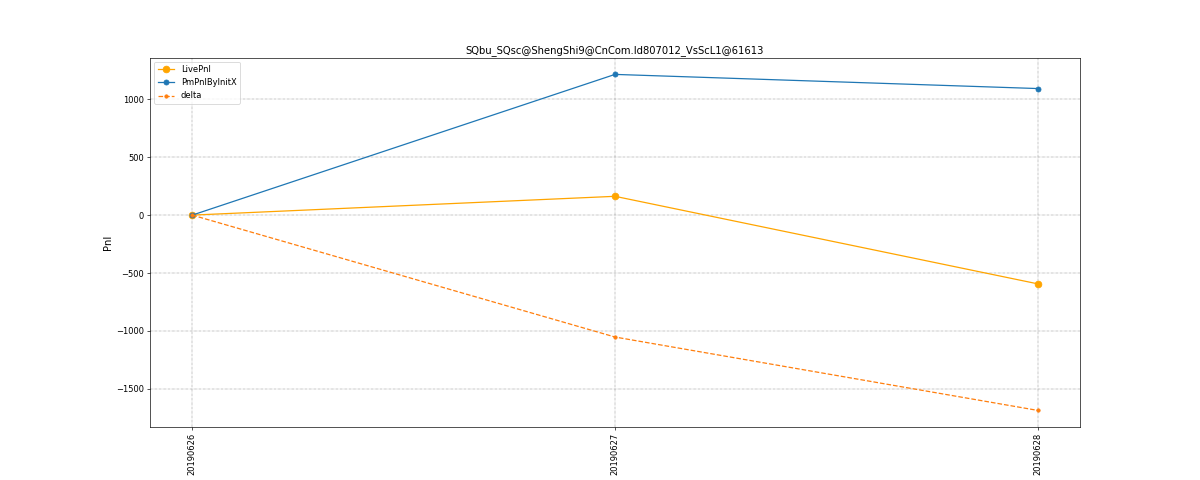 SQbu_SQsc@ShengShi9@CnCom.Id807012_VsScL1@61613
LivePnl
PmPnlByInitX
delta
1000
500
0
−500
−1000
−1500
Pnl
20190626
20190627
20190628